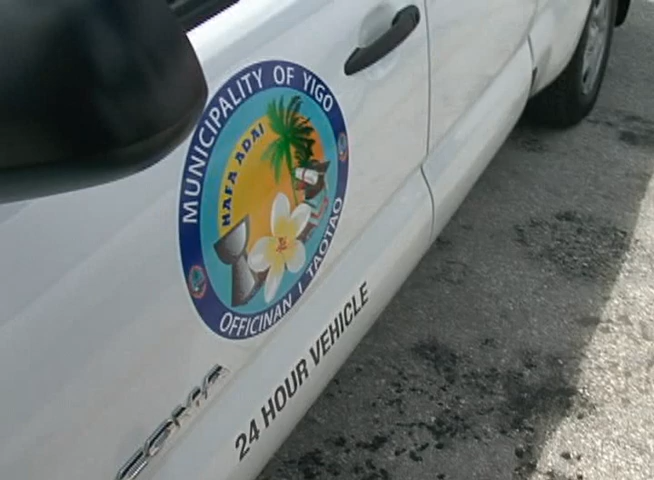 MUNICIPALITY OF YIGO
HAFA ADAI
OFFICINAN I TAOTAO
24 HOUR VEHICLE